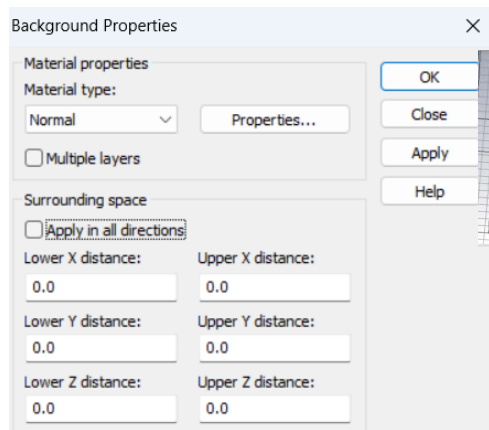 Background Properties
Material properties
Material type:
Normal
Properties...
Multiple layers
OK
Close
Apply
Help
Surrounding space
Apply in all directions
Lower X distance: Upper X distance:
0.0 0.0
Lower Y distance: Upper Y distance:
0.0 0.0
Lower Z distance: Upper Z distance:
0.0 0.0